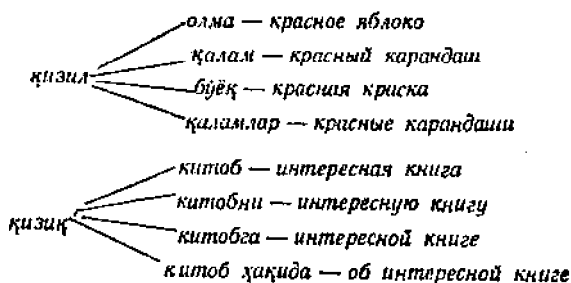 олма — красное яблоко
қалам — красный карандаш
қизил
бўёқ — красная краска
қаламлар — красные карандаши
китоб — интересная книга
китобни — интересную книгу
қизиқ
китобга — интересной книге
китоб ҳақида — об интересной книге